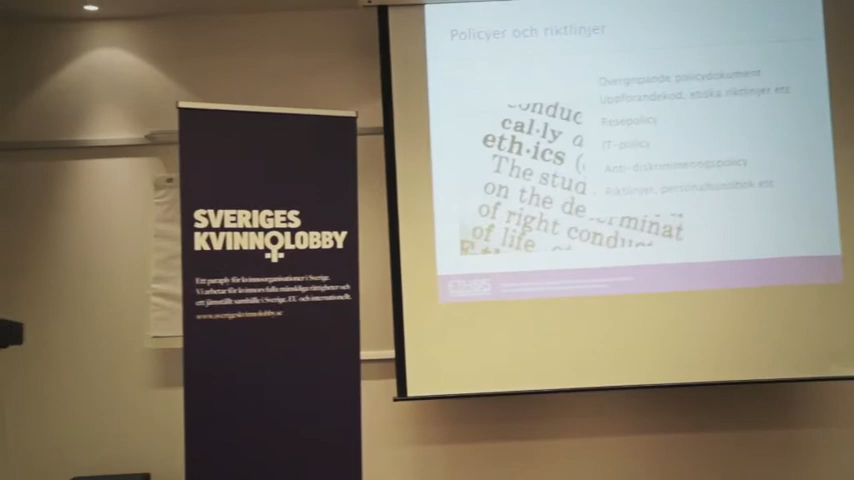 SVERIGES
KVINNOLOBBY
Ett paraply för kvinnoorganisationer i Sverige.
Vi arbetar för kvinnors fulla mänskliga rättigheter och
ett jämställt samhälle i Sverige, EU och internationellt.
www.sverigeskvinnolobby.se
Policyer och riktlinjer
Övergripande policydokument
Uppförandekod, etiska riktlinjer etc
Resepolicy
IT-policy
Anti-diskrimineringspolicy
Riktlinjer, personalhandbok etc
conduc
cal·ly a
eth·ics (
The stud
on the de
erminat
of right conduc
of life